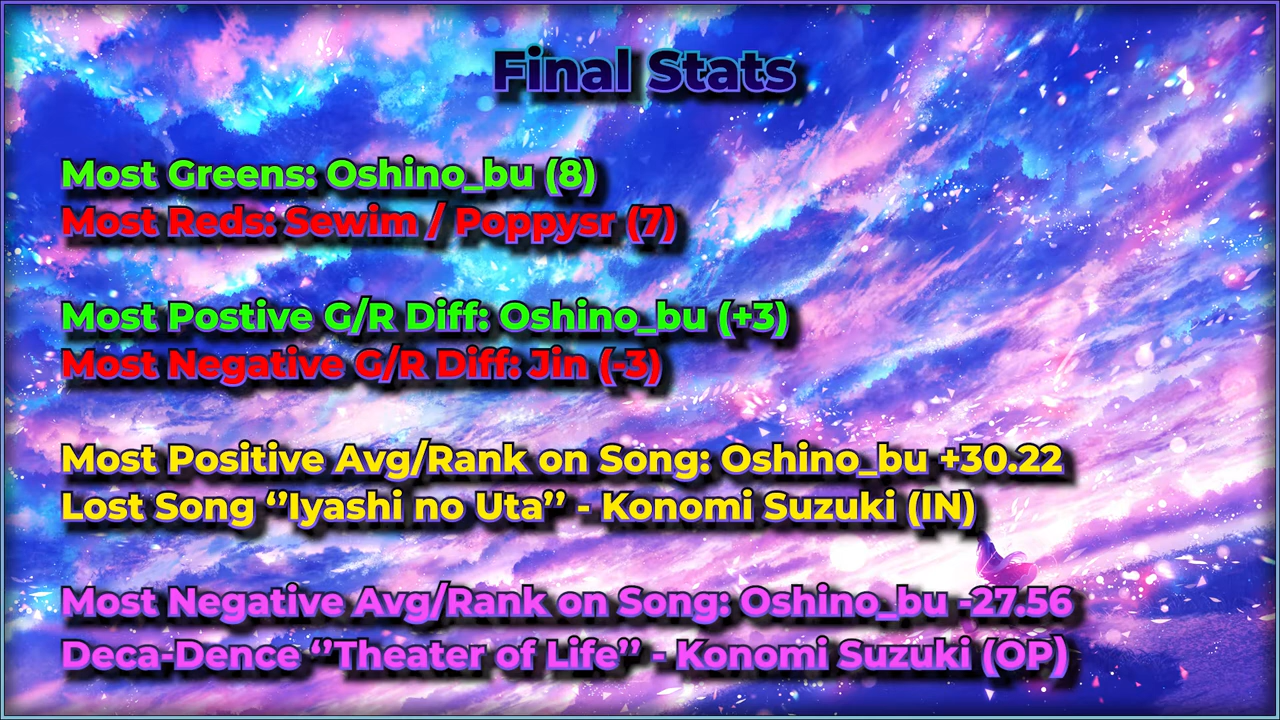 Final Stats
Most Greens: Oshino_bu (8)
Most Reds: Sewim / Poppysr (7)
Most Postive G/R Diff: Oshino_bu (+3)
Most Negative G/R Diff: Jin (-3)
Most Positive Avg/Rank on Song: Oshino_bu +30.22
Lost Song ‘’Iyashi no Uta’’ - Konomi Suzuki (IN)
Most Negative Avg/Rank on Song: Oshino_bu -27.56
Deca-Dence ‘’Theater of Life’’ - Konomi Suzuki (OP)